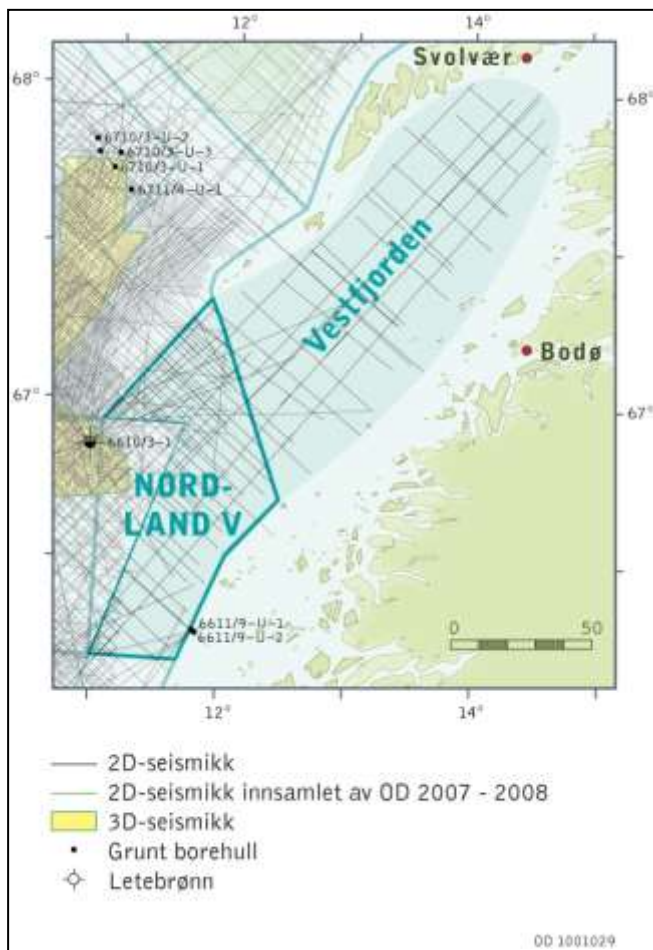 12°
14°
68°
Svolvær
68°
6710/3-U-2
6710/3-U-3
6710/3-U-1
6711/4-U-1
Vestfjorden
Bodø
67°
67°
6610/3-1
NORD-
LAND V
6611/9-U-1
6611/9-U-2
0
50
12°
14°
2D-seismikk
2D-seismikk innsamlet av OD 2007 - 2008
3D-seismikk
Grunt borehull
Letebrønn
OD 1001029